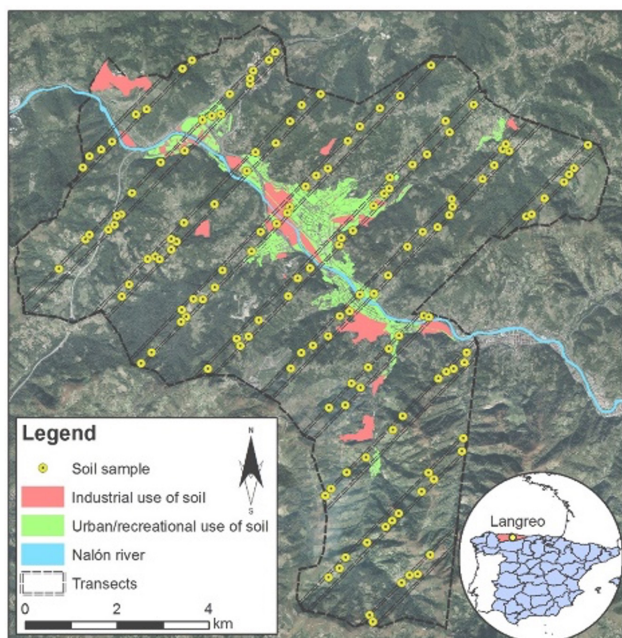 Legend
Soil sample
Industrial use of soil
Urban/recreational use of soil
Nalón river
Transects
0 2 4
km
N
S
Langreo